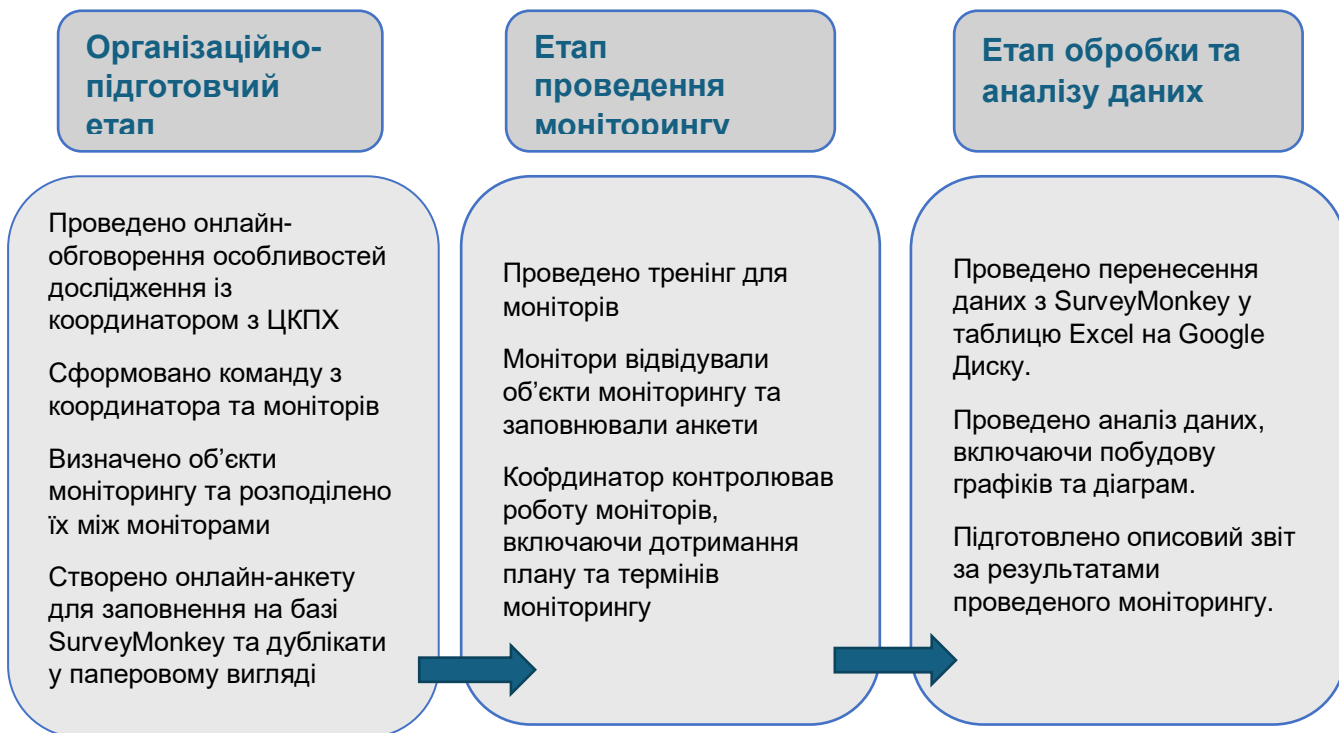 Організаційно-
підготовчий
етап
Проведено онлайн-
обговорення особливостей
дослідження із
координатором з ЦКПХ
Сформовано команду з
координатора та моніторів
Визначено об’єкти
моніторингу та розподілено
їх між моніторами
Створено онлайн-анкету
для заповнення на базі
SurveyMonkey та дублікати
у паперовому вигляді
Етап
проведення
моніторингу
Проведено тренінг для
моніторів
Монітори відвідували
об’єкти моніторингу та
заповнювали анкети
Координатор контролював
роботу моніторів,
включаючи дотримання
плану та термінів
моніторингу
Етап обробки та
аналізу даних
Проведено перенесення
даних з SurveyMonkey у
таблицю Excel на Google
Диску.
Проведено аналіз даних,
включаючи побудову
графіків та діаграм.
Підготовлено описовий звіт
за результатами
проведеного моніторингу.